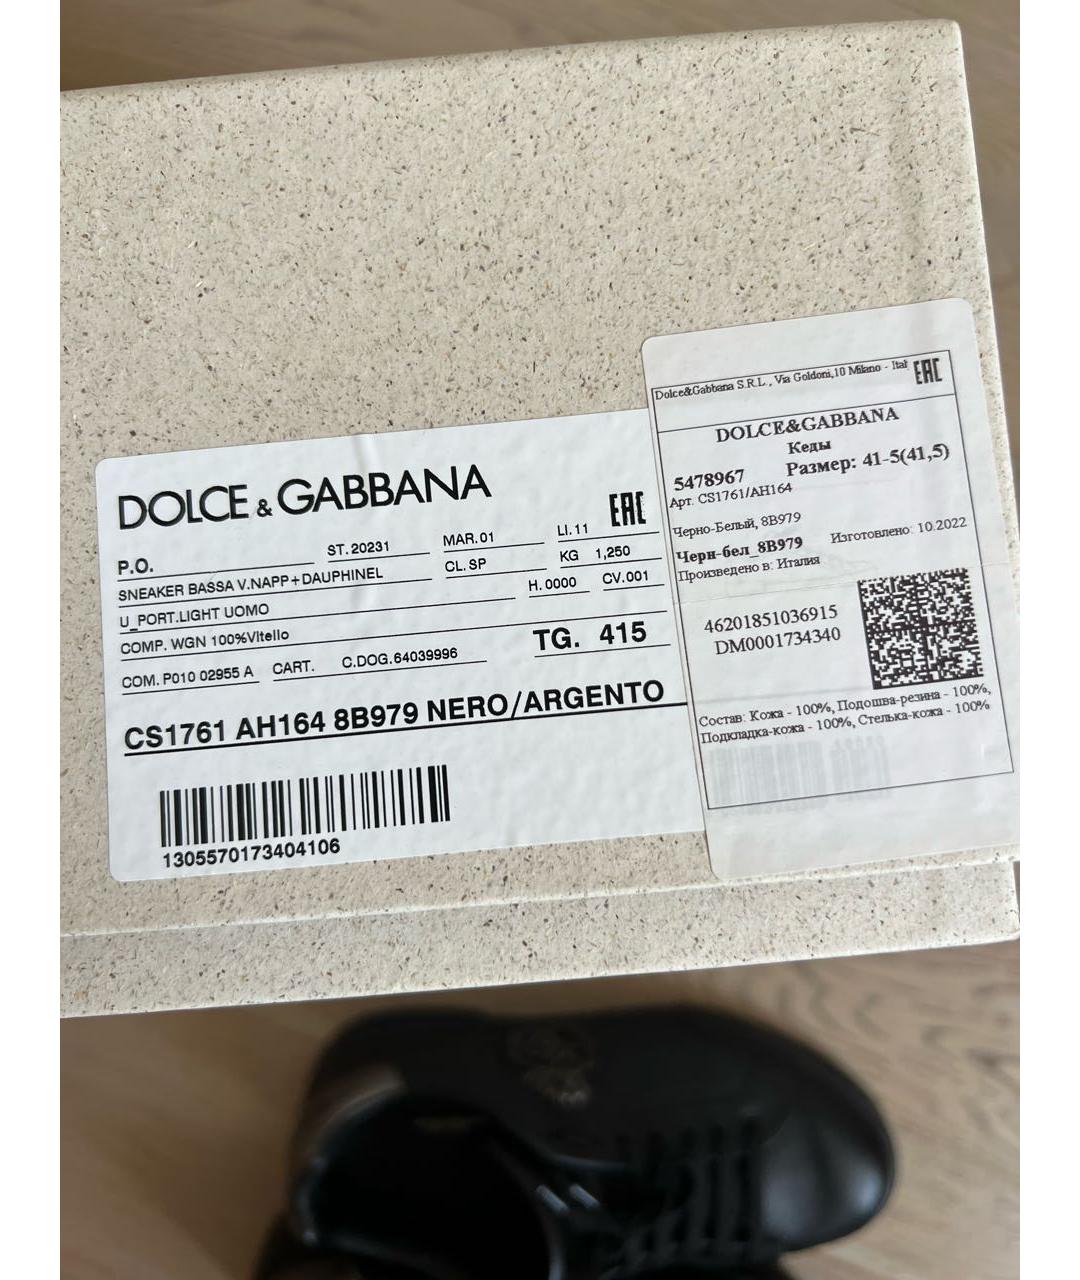 DOLCE & GABBANA
EAC
P.O.
ST. 20231
MAR. 01
LI. 11
SNEAKER BASSA V.NAPP+DAUPHINEL
CL. SP
KG 1,250
U_PORT.LIGHT UOMO
H. 0000
CV. 001
COMP. WGN 100%Vitello
TG. 415
COM. P010 02955 A
CART.
C.DOG. 64039996
CS1761 AH164 8B979 NERO/ARGENTO
1305570173404106
Dolce&Gabbana S.R.L., Via Goldoni,10 Milano - Ital
EAC
DOLCE&GABBANA
Кеды
5478967 Размер: 41-5(41,5)
Арт. CS1761/AH164
Черно-Белый, 8B979
Черн-бел_8B979 Изготовлено: 10.2022
Произведено в: Италия
46201851036915
DM0001734340
Состав: Кожа - 100%, Подошва-резина - 100%,
Подкладка-кожа - 100%, Стелька-кожа - 100%